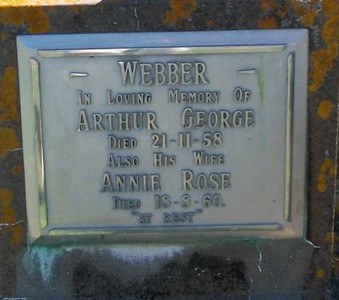 WEBBER
IN LOVING MEMORY OF
ARTHUR GEORGE
DIED 21-11-58
ALSO HIS WIFE
ANNIE ROSE
DIED 18-8-60.
"AT REST"